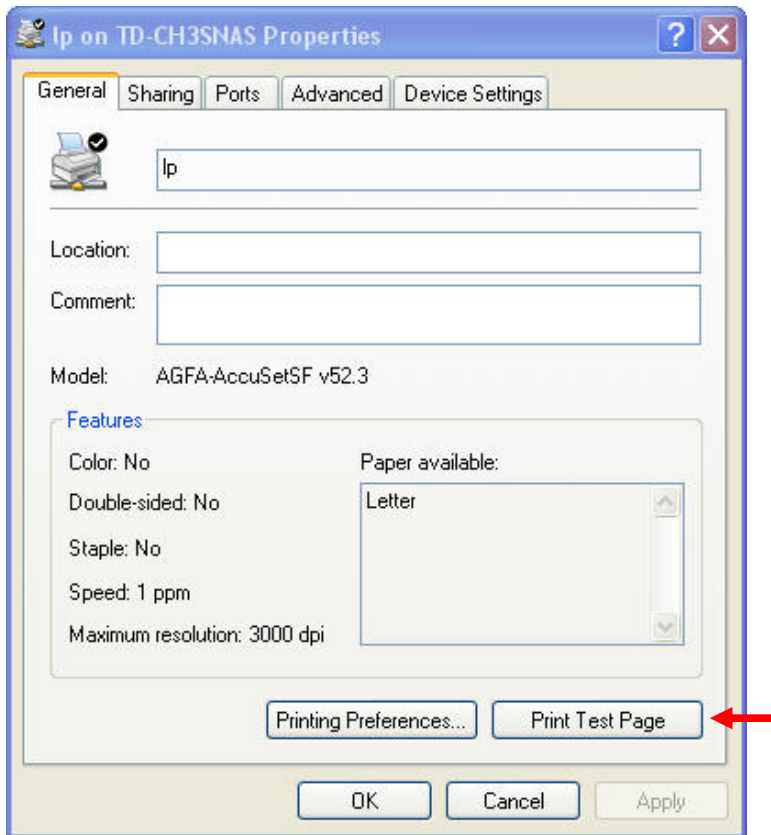 lp on TD-CH3SNAS Properties
General Sharing Ports Advanced Device Settings
lp
Location:
Comment:
Model: AGFA-AccuSetSF v52.3
Features
Color: No Paper available:
Double-sided: No Letter
Staple: No
Speed: 1 ppm
Maximum resolution: 3000 dpi
Printing Preferences... Print Test Page
OK Cancel Apply